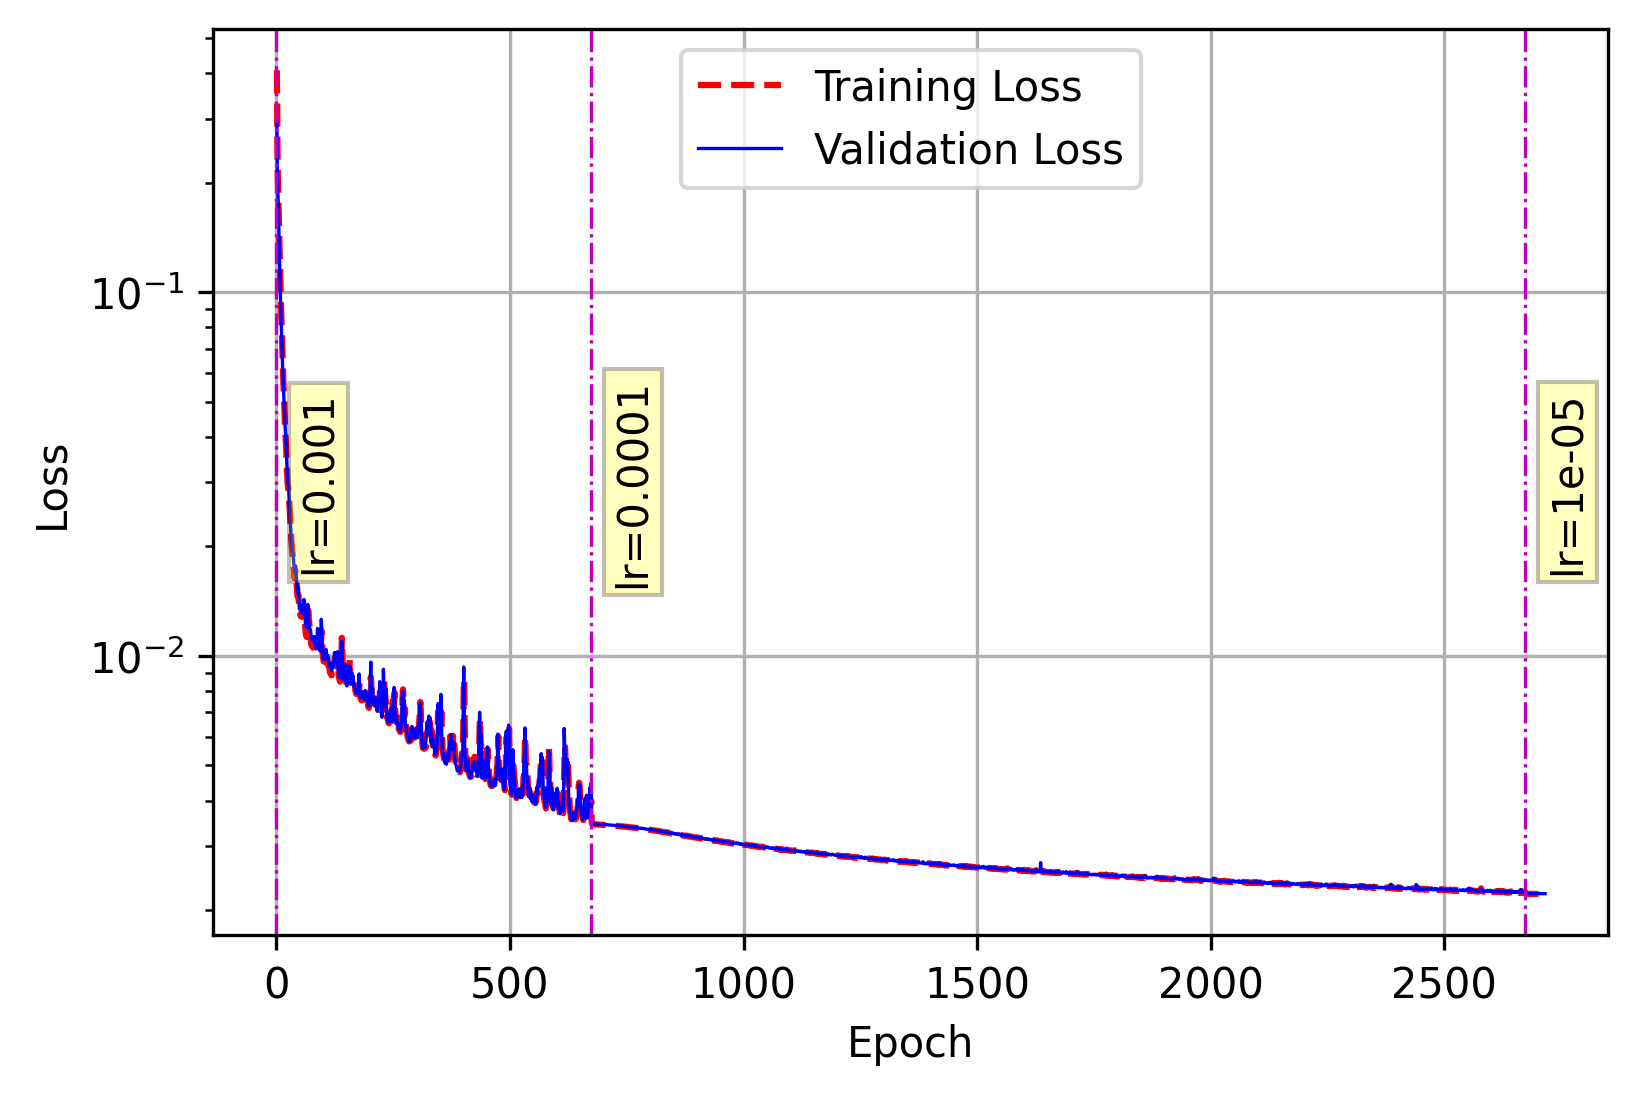 Training Loss
Validation Loss
10⁻¹
10⁻²
Loss
lr=0.001
lr=0.0001
lr=1e-05
0 500 1000 1500 2000 2500
Epoch